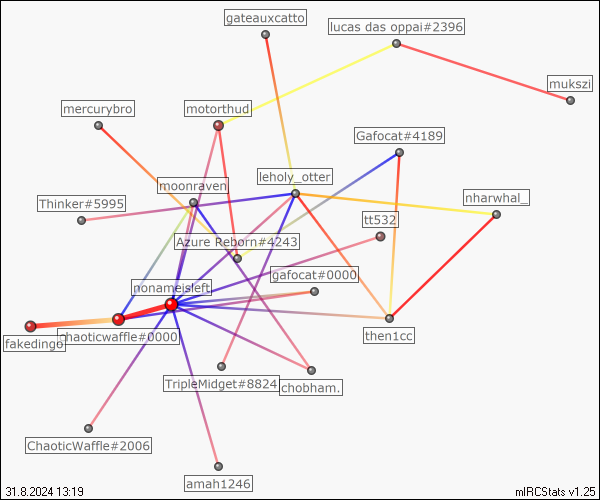 gateauxcatto
lucas das oppai#2396
mukszi
mercurybro
motorthud
Gafocat#4189
leholy_otter
moonraven
Thinker#5995
nharwhal_
tt532
Azure Reborn#4243
gafocat#0000
nonameisleft
chaoticwaffle#0000
fakedingo
then1cc
TripleMidget#8824
chobham.
ChaoticWaffle#2006
amah1246
31.8.2024 13:19
mIRCStats v1.25